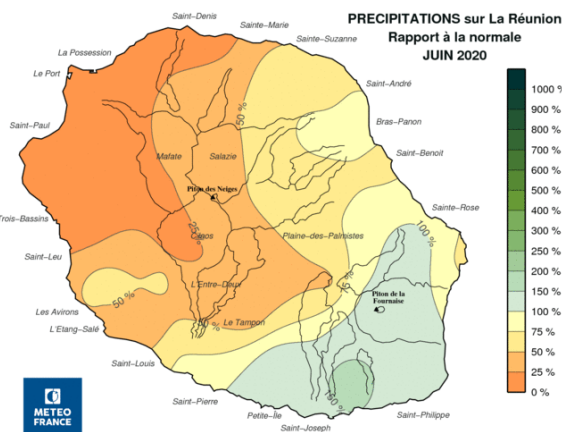 PRECIPITATIONS sur La Réunion
Rapport à la normale
JUIN 2020
Saint-Denis
Sainte-Marie
Sainte-Suzanne
La Possession
Le Port
Saint-André
Saint-Paul
Bras-Panon
Saint-Benoit
Mafate
Salazie
50 %
Piton des Neiges
Trois-Bassins
Sainte-Rose
25 %
Cilaos
Plaine-des-Palmistes
100 %
Saint-Leu
75 %
L'Entre-Deux
50 %
Piton de la
Fournaise
Les Avirons
L'Etang-Salé
50 %
Le Tampon
Saint-Louis
Saint-Pierre
150 %
Petite-Île
Saint-Joseph
Saint-Philippe
1000 %
900 %
800 %
700 %
600 %
500 %
400 %
300 %
250 %
200 %
150 %
100 %
75 %
50 %
25 %
0 %
METEO
FRANCE